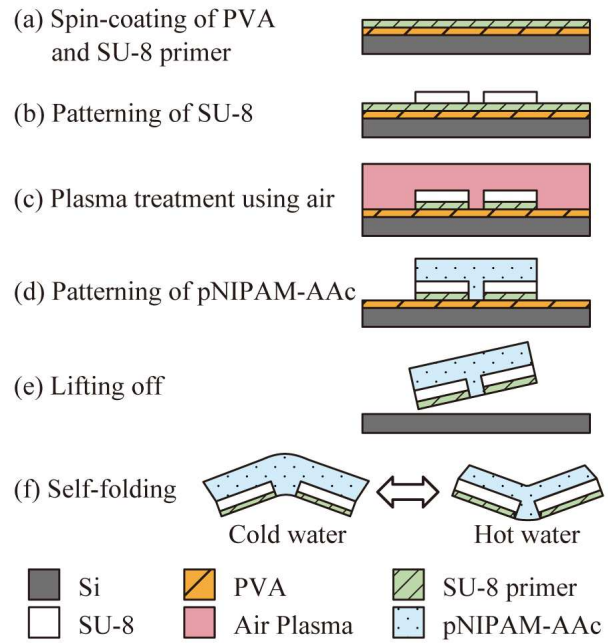 (a) Spin-coating of PVA
and SU-8 primer
(b) Patterning of SU-8
(c) Plasma treatment using air
(d) Patterning of pNIPAM-AAc
(e) Lifting off
(f) Self-folding
Cold water
Hot water
Si
PVA
SU-8 primer
SU-8
Air Plasma
pNIPAM-AAc